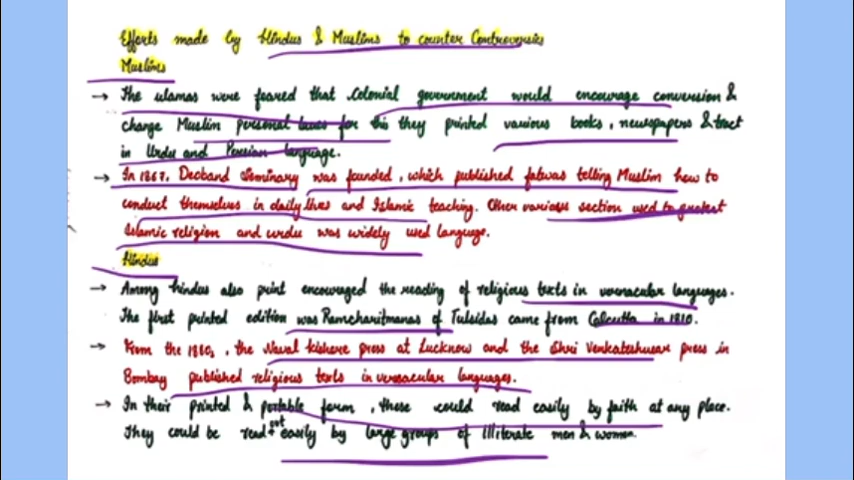 Efforts made by Hindus & Muslims to counter Controversies
Muslims
→ The ulamas were feared that Colonial government would encourage conversion &
change Muslim personal laws for this they printed various books, newspapers & tract
in Urdu and Persian language.
→ In 1867, Deoband Seminary was founded, which published fatwas telling Muslim how to
conduct themselves in daily lives and Islamic teaching. Other various section used to protest
Islamic religion and urdu was widely used language.
Hindus
→ Among hindus also print encouraged the reading of religious texts in vernacular languages.
The first printed edition was Ramcharitmanas of Tulsidas came from Calcutta in 1810.
→ From the 1880s, the Naval kishere press at Lucknow and the Shri Venkateshwar press in
Bombay published religious texts in vernacular languages.
→ In their printed & portable form, these could read easily by faith at any place.
They could be read out easily by large groups of illiterate men & women.